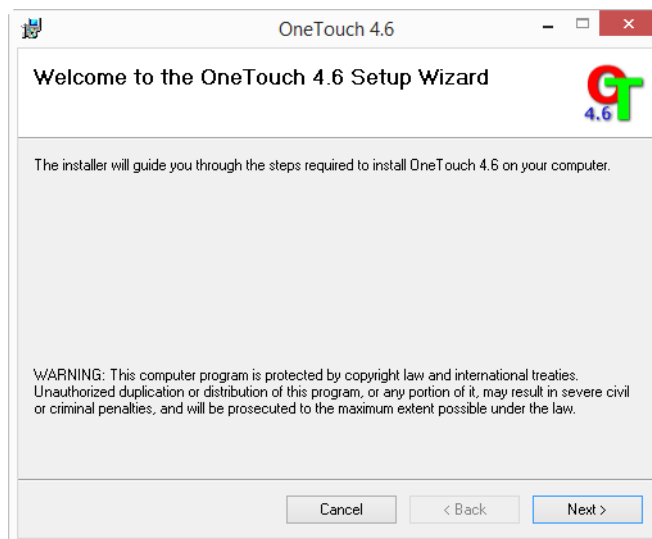 OneTouch 4.6
Welcome to the OneTouch 4.6 Setup Wizard
OT
4.6
The installer will guide you through the steps required to install OneTouch 4.6 on your computer.
WARNING: This computer program is protected by copyright law and international treaties.
Unauthorized duplication or distribution of this program, or any portion of it, may result in severe civil
or criminal penalties, and will be prosecuted to the maximum extent possible under the law.
Cancel
< Back
Next >